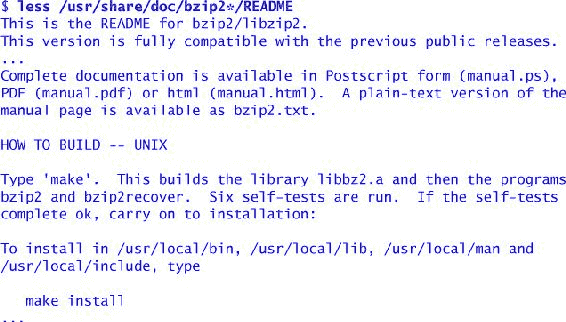 $ less /usr/share/doc/bzip2*/README
This is the README for bzip2/libzip2.
This version is fully compatible with the previous public releases.
...
Complete documentation is available in Postscript form (manual.ps),
PDF (manual.pdf) or html (manual.html).  A plain-text version of the
manual page is available as bzip2.txt.

HOW TO BUILD -- UNIX

Type 'make'.  This builds the library libbz2.a and then the programs
bzip2 and bzip2recover.  Six self-tests are run.  If the self-tests
complete ok, carry on to installation:

To install in /usr/local/bin, /usr/local/lib, /usr/local/man and
/usr/local/include, type

   make install
...